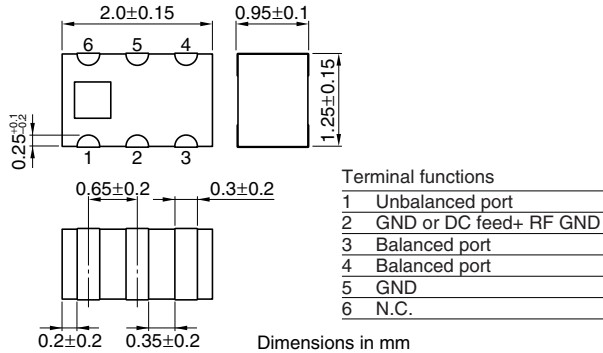 2.0±0.15
0.95±0.1
6 5 4
1.25±0.15
0.25+0.1
-0.2
1 2 3
0.65±0.2
0.3±0.2
0.2±0.2
0.35±0.2
Terminal functions
1 Unbalanced port
2 GND or DC feed+ RF GND
3 Balanced port
4 Balanced port
5 GND
6 N.C.
Dimensions in mm